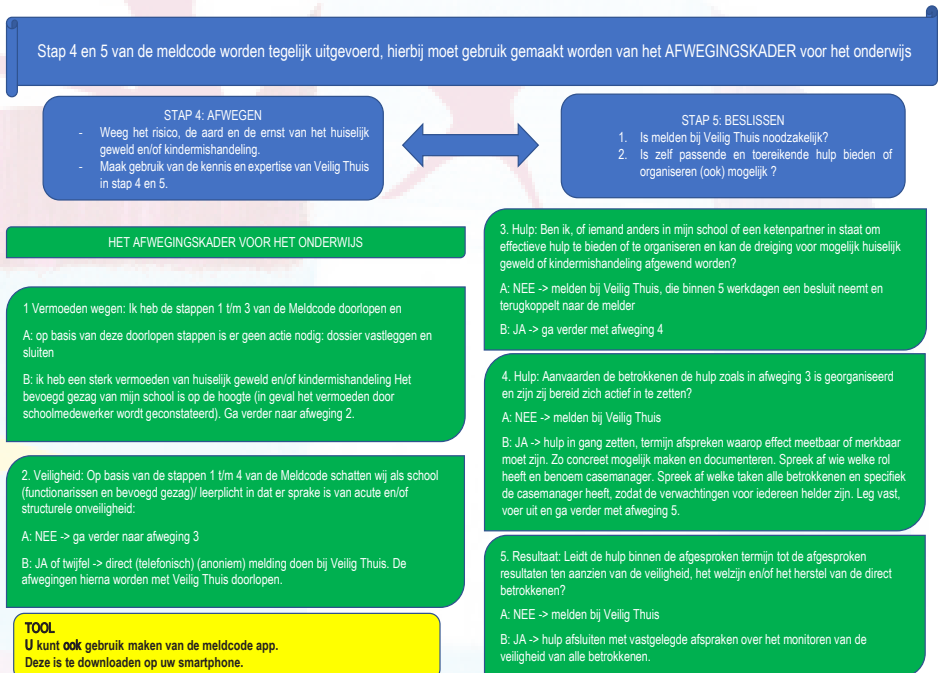 Stap 4 en 5 van de meldcode worden tegelijk uitgevoerd, hierbij moet gebruik gemaakt worden van het AFWEGINGSKADER voor het onderwijs
STAP 4: AFWEGEN
- Weeg het risico, de aard en de ernst van het huiselijk
geweld en/of kindermishandeling.
- Maak gebruik van de kennis en expertise van Veilig Thuis
in stap 4 en 5.
STAP 5: BESLISSEN
1. Is melden bij Veilig Thuis noodzakelijk?
2. Is zelf passende en toereikende hulp bieden of
organiseren (ook) mogelijk ?
HET AFWEGINGSKADER VOOR HET ONDERWIJS
1 Vermoeden wegen: Ik heb de stappen 1 t/m 3 van de Meldcode doorlopen en
A: op basis van deze doorlopen stappen is er geen actie nodig: dossier vastleggen en
sluiten
B: ik heb een sterk vermoeden van huiselijk geweld en/of kindermishandeling Het
bevoegd gezag van mijn school is op de hoogte (in geval het vermoeden door
schoolmedewerker wordt geconstateerd). Ga verder naar afweging 2.
2. Veiligheid: Op basis van de stappen 1 t/m 4 van de Meldcode schatten wij als school
(functionarissen en bevoegd gezag)/ leerplicht in dat er sprake is van acute en/of
structurele onveiligheid:
A: NEE -> ga verder naar afweging 3
B: JA of twijfel -> direct (telefonisch) (anoniem) melding doen bij Veilig Thuis. De
afwegingen hierna worden met Veilig Thuis doorlopen.
TOOL
U kunt ook gebruik maken van de meldcode app.
Deze is te downloaden op uw smartphone.
3. Hulp: Ben ik, of iemand anders in mijn school of een ketenpartner in staat om
effectieve hulp te bieden of te organiseren en kan de dreiging voor mogelijk huiselijk
geweld of kindermishandeling afgewend worden?
A: NEE -> melden bij Veilig Thuis, die binnen 5 werkdagen een besluit neemt en
terugkoppelt naar de melder
B: JA -> ga verder met afweging 4
4. Hulp: Aanvaarden de betrokkenen de hulp zoals in afweging 3 is georganiseerd
en zijn zij bereid zich actief in te zetten?
A: NEE -> melden bij Veilig Thuis
B: JA -> hulp in gang zetten, termijn afspreken waarop effect meetbaar of merkbaar
moet zijn. Zo concreet mogelijk maken en documenteren. Spreek af wie welke rol
heeft en benoem casemanager. Spreek af welke taken alle betrokkenen en specifiek
de casemanager heeft, zodat de verwachtingen voor iedereen helder zijn. Leg vast,
voer uit en ga verder met afweging 5.
5. Resultaat: Leidt de hulp binnen de afgesproken termijn tot de afgesproken
resultaten ten aanzien van de veiligheid, het welzijn en/of het herstel van de direct
betrokkenen?
A: NEE -> melden bij Veilig Thuis
B: JA -> hulp afsluiten met vastgelegde afspraken over het monitoren van de
veiligheid van alle betrokkenen.